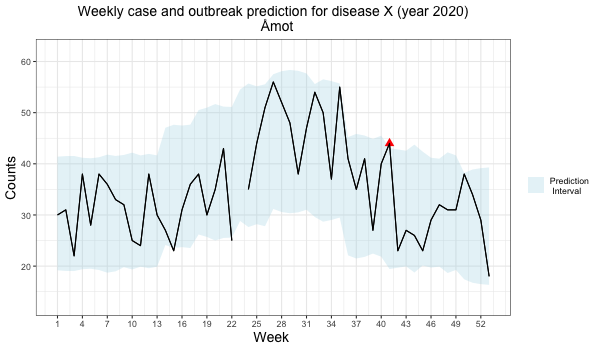 Weekly case and outbreak prediction for disease X (year 2020)
Åmot
Counts
60
50
40
30
20
1 4 7 10 13 16 19 22 25 28 31 34 37 40 43 46 49 52
Week
Prediction
Interval